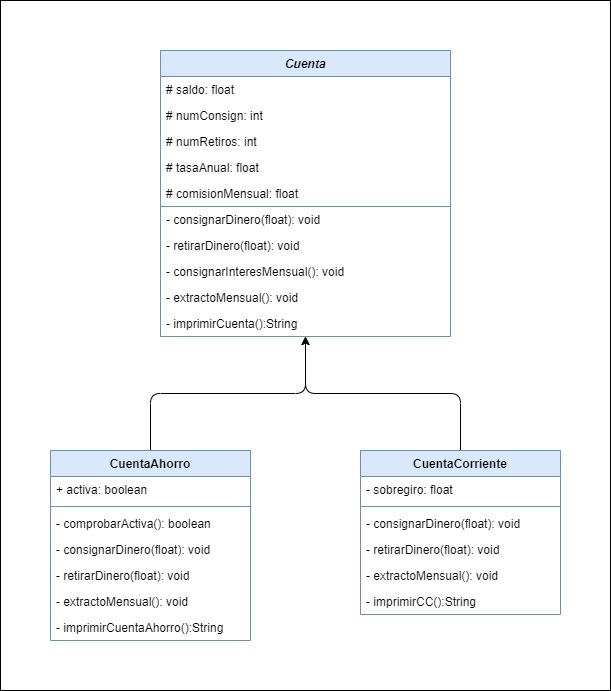 Cuenta
# saldo: float
# numConsign: int
# numRetiros: int
# tasaAnual: float
# comisionMensual: float
- consignarDinero(float): void
- retirarDinero(float): void
- consignarInteresMensual(): void
- extractoMensual(): void
- imprimirCuenta():String
CuentaAhorro
+ activa: boolean
- comprobarActiva(): boolean
- consignarDinero(float): void
- retirarDinero(float): void
- extractoMensual(): void
- imprimirCuentaAhorro():String
CuentaCorriente
- sobregiro: float
- consignarDinero(float): void
- retirarDinero(float): void
- extractoMensual(): void
- imprimirCC():String